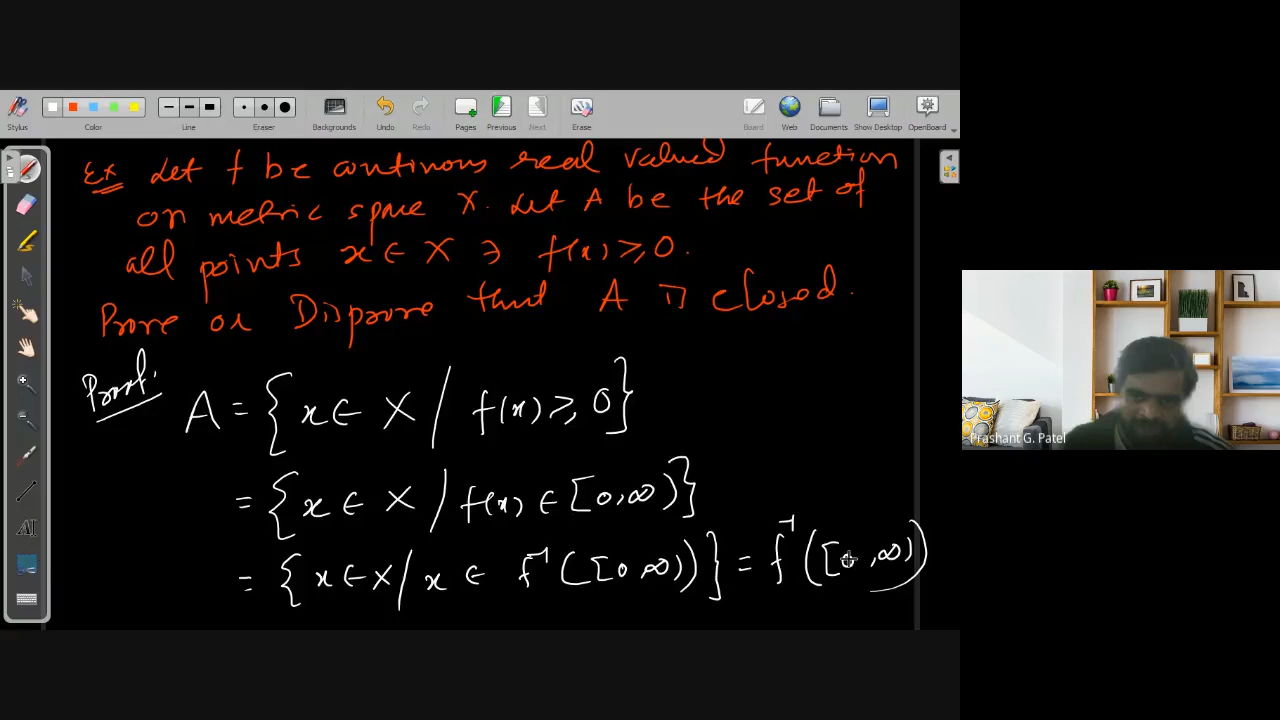 Stylus Color Line Eraser Backgrounds Undo Redo Pages Previous Next Erase Board Web Documents Show Desktop OpenBoard
Ex Let f be continous real valued function
on metric space X. Let A be the set of
all points x ∈ X ∋ f(x) ≥ 0.
Prove or Disprove that A is closed.
Proof:
A = {x ∈ X / f(x) ≥ 0}
= {x ∈ X / f(x) ∈ [0, ∞)}
= {x ∈ X / x ∈ f⁻¹([0, ∞))} = f⁻¹([0, ∞))
Prashant G. Patel